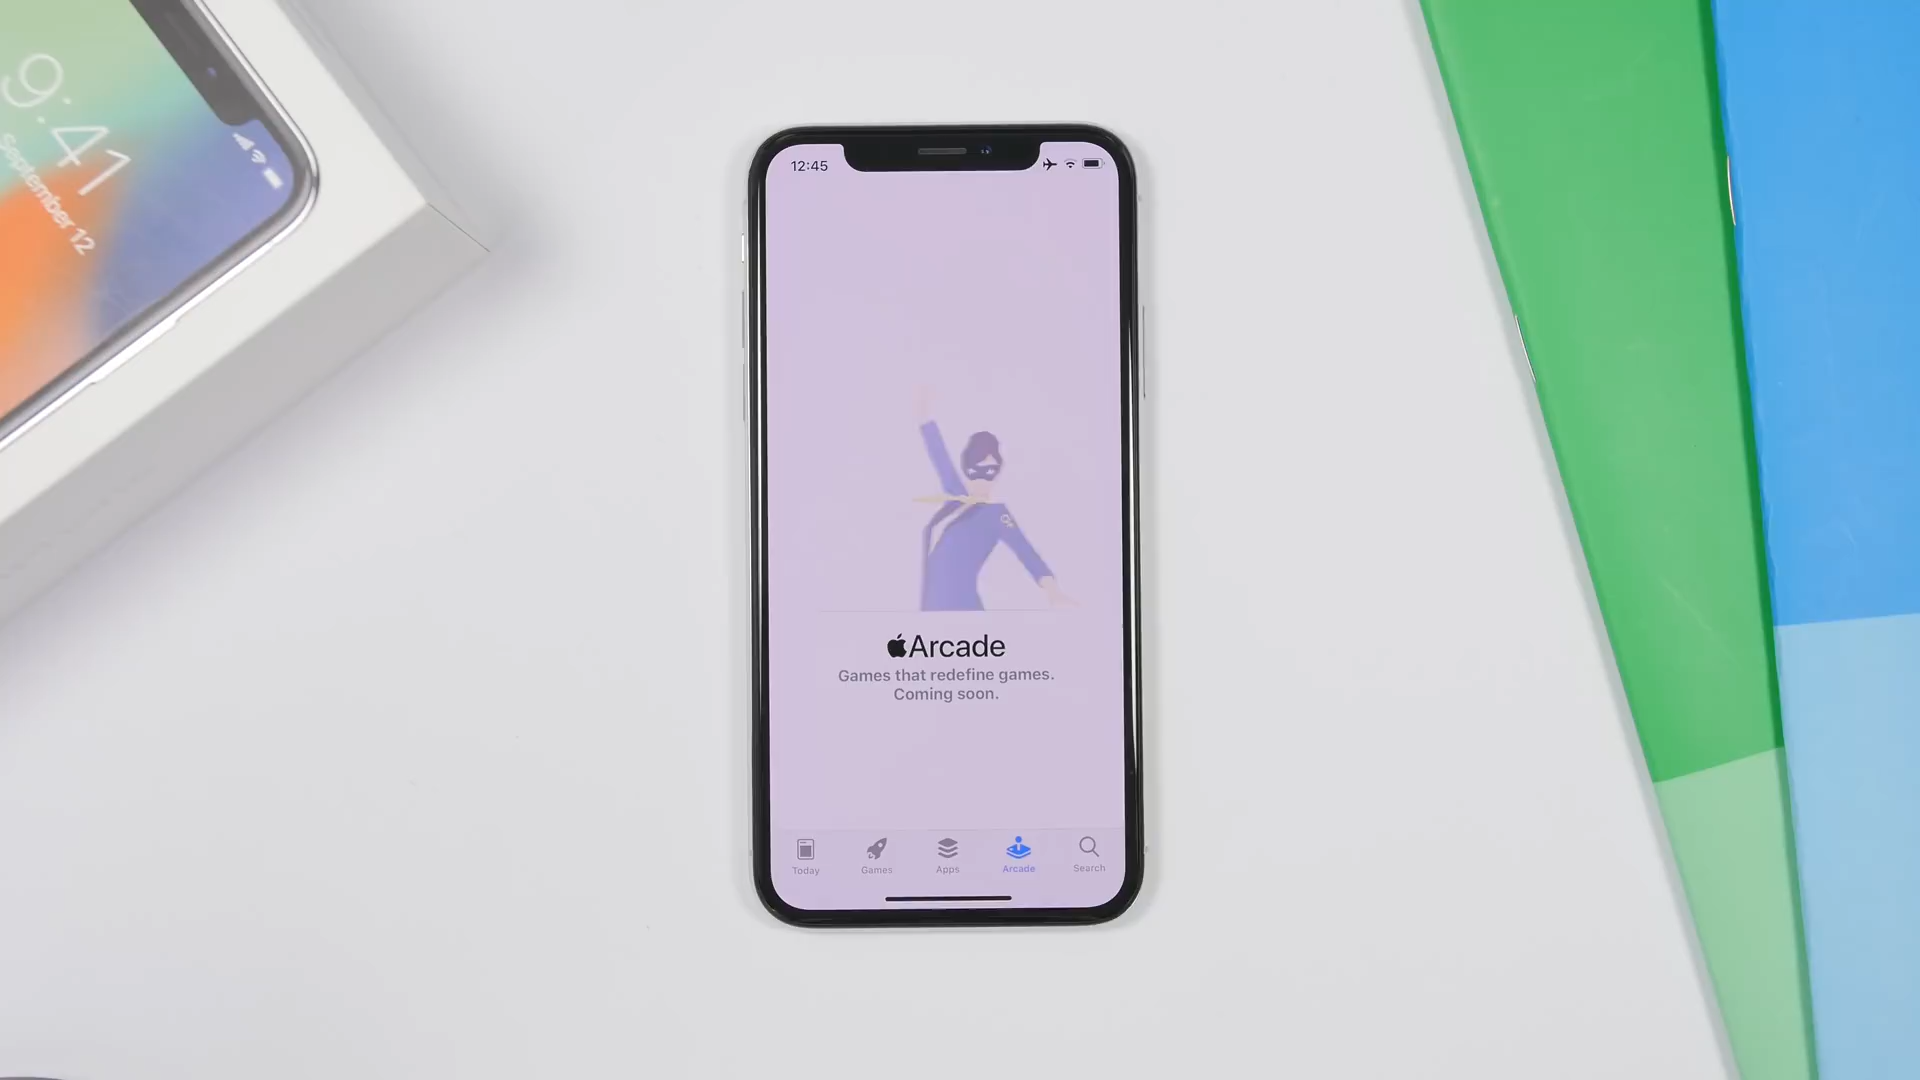 9:41
September 12
12:45
Arcade
Games that redefine games.
Coming soon.
Today
Games
Apps
Arcade
Search